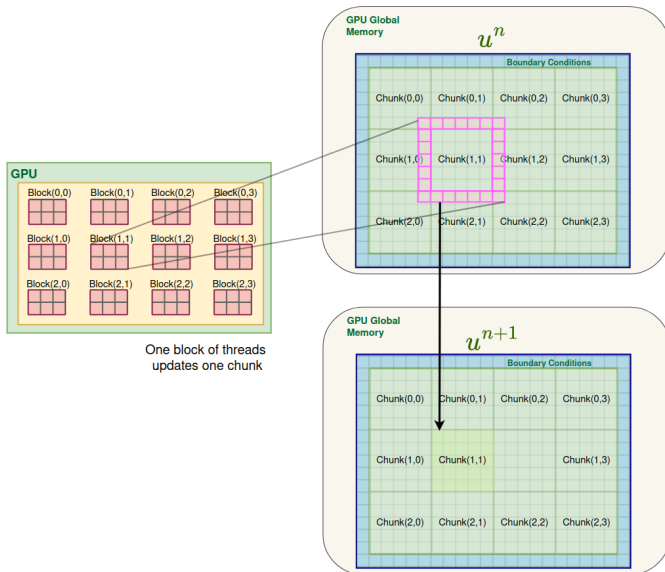 GPU Global
Memory
u^n
Boundary Conditions
Chunk(0,0) Chunk(0,1) Chunk(0,2) Chunk(0,3)
Chunk(1,0) Chunk(1,1) Chunk(1,2) Chunk(1,3)
Chunk(2,0) Chunk(2,1) Chunk(2,2) Chunk(2,3)
GPU
Block(0,0) Block(0,1) Block(0,2) Block(0,3)
Block(1,0) Block(1,1) Block(1,2) Block(1,3)
Block(2,0) Block(2,1) Block(2,2) Block(2,3)
One block of threads
updates one chunk
GPU Global
Memory
u^{n+1}
Boundary Conditions
Chunk(0,0) Chunk(0,1) Chunk(0,2) Chunk(0,3)
Chunk(1,0) Chunk(1,1) Chunk(1,3)
Chunk(2,0) Chunk(2,1) Chunk(2,2) Chunk(2,3)